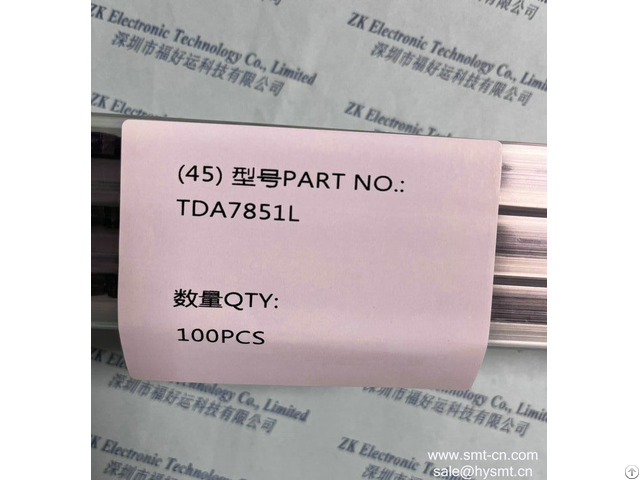 ZK Electronic Technology Co., Limited
深圳市福好运科技有限公司
ZK Electronic Technology Co., Limited
深圳市福好运科技有限公司
(45) 型号PART NO.:
TDA7851L
数量QTY:
100PCS
Technology Co., Limited
深圳市福好运科技有限公司
ZK Electronic Technology
深圳市福好运科技
www.smt-cn.com
sale@hysmt.cn